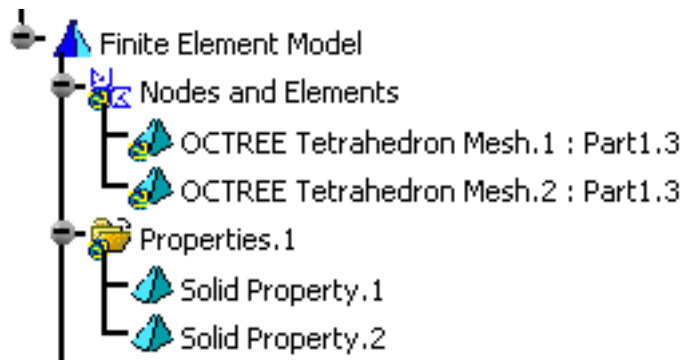 Finite Element Model
Nodes and Elements
OCTREE Tetrahedron Mesh.1 : Part1.3
OCTREE Tetrahedron Mesh.2 : Part1.3
Properties.1
Solid Property.1
Solid Property.2